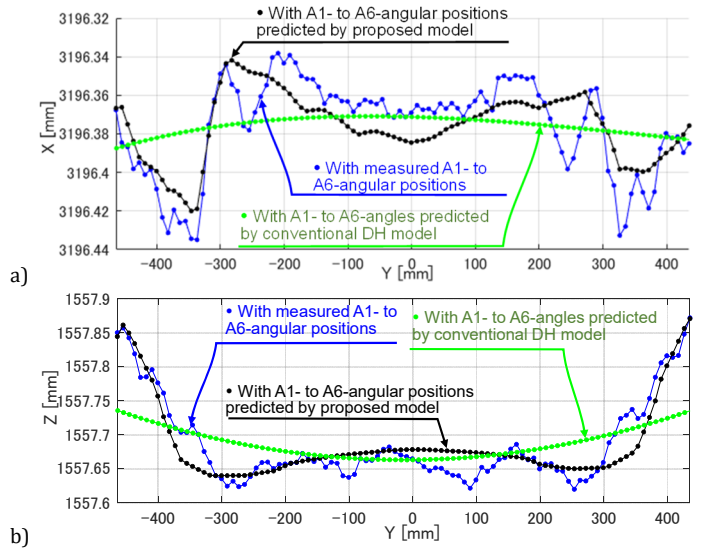 • With A1- to A6-angular positions
predicted by proposed model
3196.32
3196.34
3196.36
3196.38
3196.4
3196.42
3196.44
X [mm]
• With measured A1- to
A6-angular positions
• With A1- to A6-angles predicted
by conventional DH model
−400 −300 −200 −100 0 100 200 300 400
Y [mm]
a)
1557.9
1557.85
1557.8
1557.75
1557.7
1557.65
1557.6
Z [mm]
• With measured A1- to
A6-angular positions
• With A1- to A6-angles predicted
by conventional DH model
• With A1- to A6-angular positions
predicted by proposed model
−400 −300 −200 −100 0 100 200 300 400
Y [mm]
b)